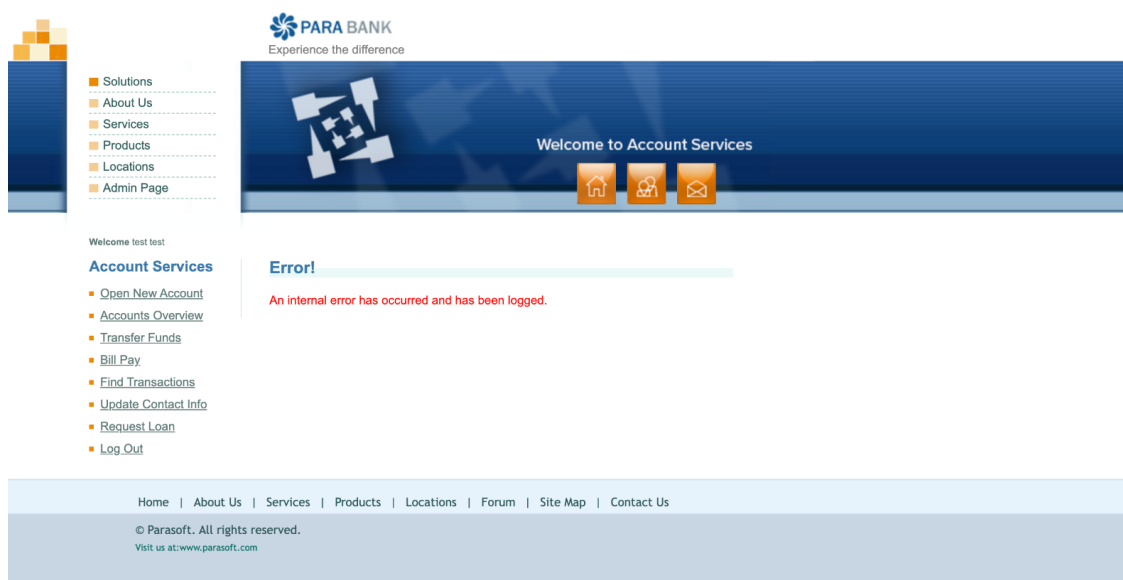 PARA BANK
Experience the difference
Solutions
About Us
Services
Products
Locations
Admin Page
Welcome to Account Services
Welcome test test
Account Services
Open New Account
Accounts Overview
Transfer Funds
Bill Pay
Find Transactions
Update Contact Info
Request Loan
Log Out
Error!
An internal error has occurred and has been logged.
Home | About Us | Services | Products | Locations | Forum | Site Map | Contact Us
© Parasoft. All rights reserved.
Visit us at:www.parasoft.com